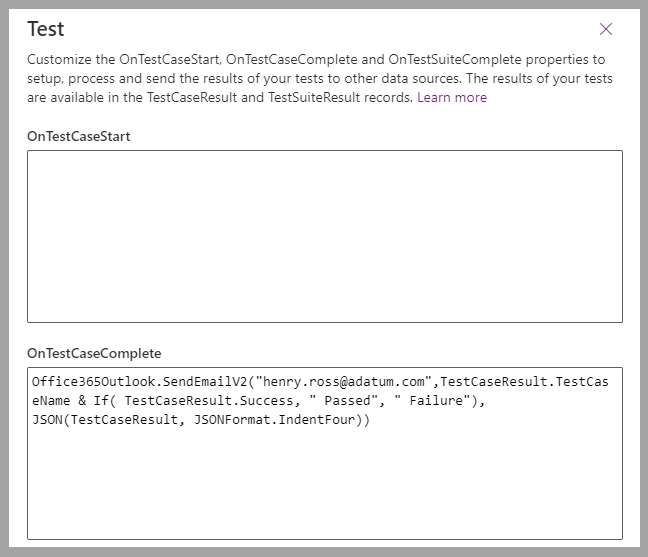 Test
Customize the OnTestCaseStart, OnTestCaseComplete and OnTestSuiteComplete properties to
setup, process and send the results of your tests to other data sources. The results of your tests
are available in the TestCaseResult and TestSuiteResult records. Learn more
OnTestCaseStart
OnTestCaseComplete
Office365Outlook.SendEmailV2("henry.ross@adatum.com",TestCaseResult.TestCas
eName & If( TestCaseResult.Success, " Passed", " Failure"),
JSON(TestCaseResult, JSONFormat.IndentFour))